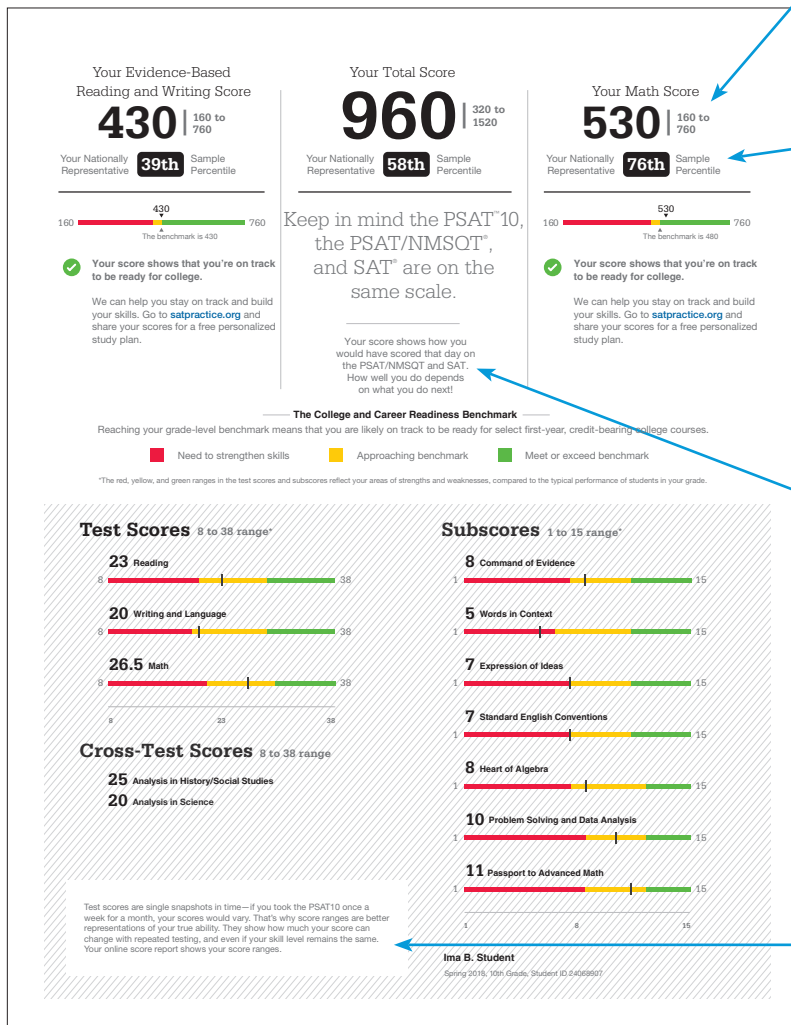 Your Evidence-Based
Reading and Writing Score
430 160 to
760
Your Nationally
Representative 39th Sample
Percentile
430
160 760
The benchmark is 430
Your score shows that you're on track
to be ready for college.
We can help you stay on track and build
your skills. Go to satpractice.org and
share your scores for a free personalized
study plan.
Your Total Score
960 320 to
1520
Your Nationally
Representative 58th Sample
Percentile
Keep in mind the PSAT™10,
the PSAT/NMSQT®,
and SAT® are on the
same scale.
Your score shows how you
would have scored that day on
the PSAT/NMSQT and SAT.
How well you do depends
on what you do next!
Your Math Score
530 160 to
760
Your Nationally
Representative 76th Sample
Percentile
530
160 760
The benchmark is 480
Your score shows that you're on track
to be ready for college.
We can help you stay on track and build
your skills. Go to satpractice.org and
share your scores for a free personalized
study plan.
The College and Career Readiness Benchmark
Reaching your grade-level benchmark means that you are likely on track to be ready for select first-year, credit-bearing college courses.
Need to strengthen skills Approaching benchmark Meet or exceed benchmark
*The red, yellow, and green ranges in the test scores and subscores reflect your areas of strengths and weaknesses, compared to the typical performance of students in your grade.
Test Scores 8 to 38 range*
23 Reading
8 38
20 Writing and Language
8 38
26.5 Math
8 38
8 23 38
Cross-Test Scores 8 to 38 range
25 Analysis in History/Social Studies
20 Analysis in Science
Test scores are single snapshots in time—if you took the PSAT10 once a
week for a month, your scores would vary. That's why score ranges are better
representations of your true ability. They show how much your score can
change with repeated testing, and even if your skill level remains the same.
Your online score report shows your score ranges.
Subscores 1 to 15 range*
8 Command of Evidence
1 15
5 Words in Context
1 15
7 Expression of Ideas
1 15
7 Standard English Conventions
1 15
8 Heart of Algebra
1 15
10 Problem Solving and Data Analysis
1 15
11 Passport to Advanced Math
1 15
1 8 15
Ima B. Student
Spring 2018, 10th Grade, Student ID 24068907